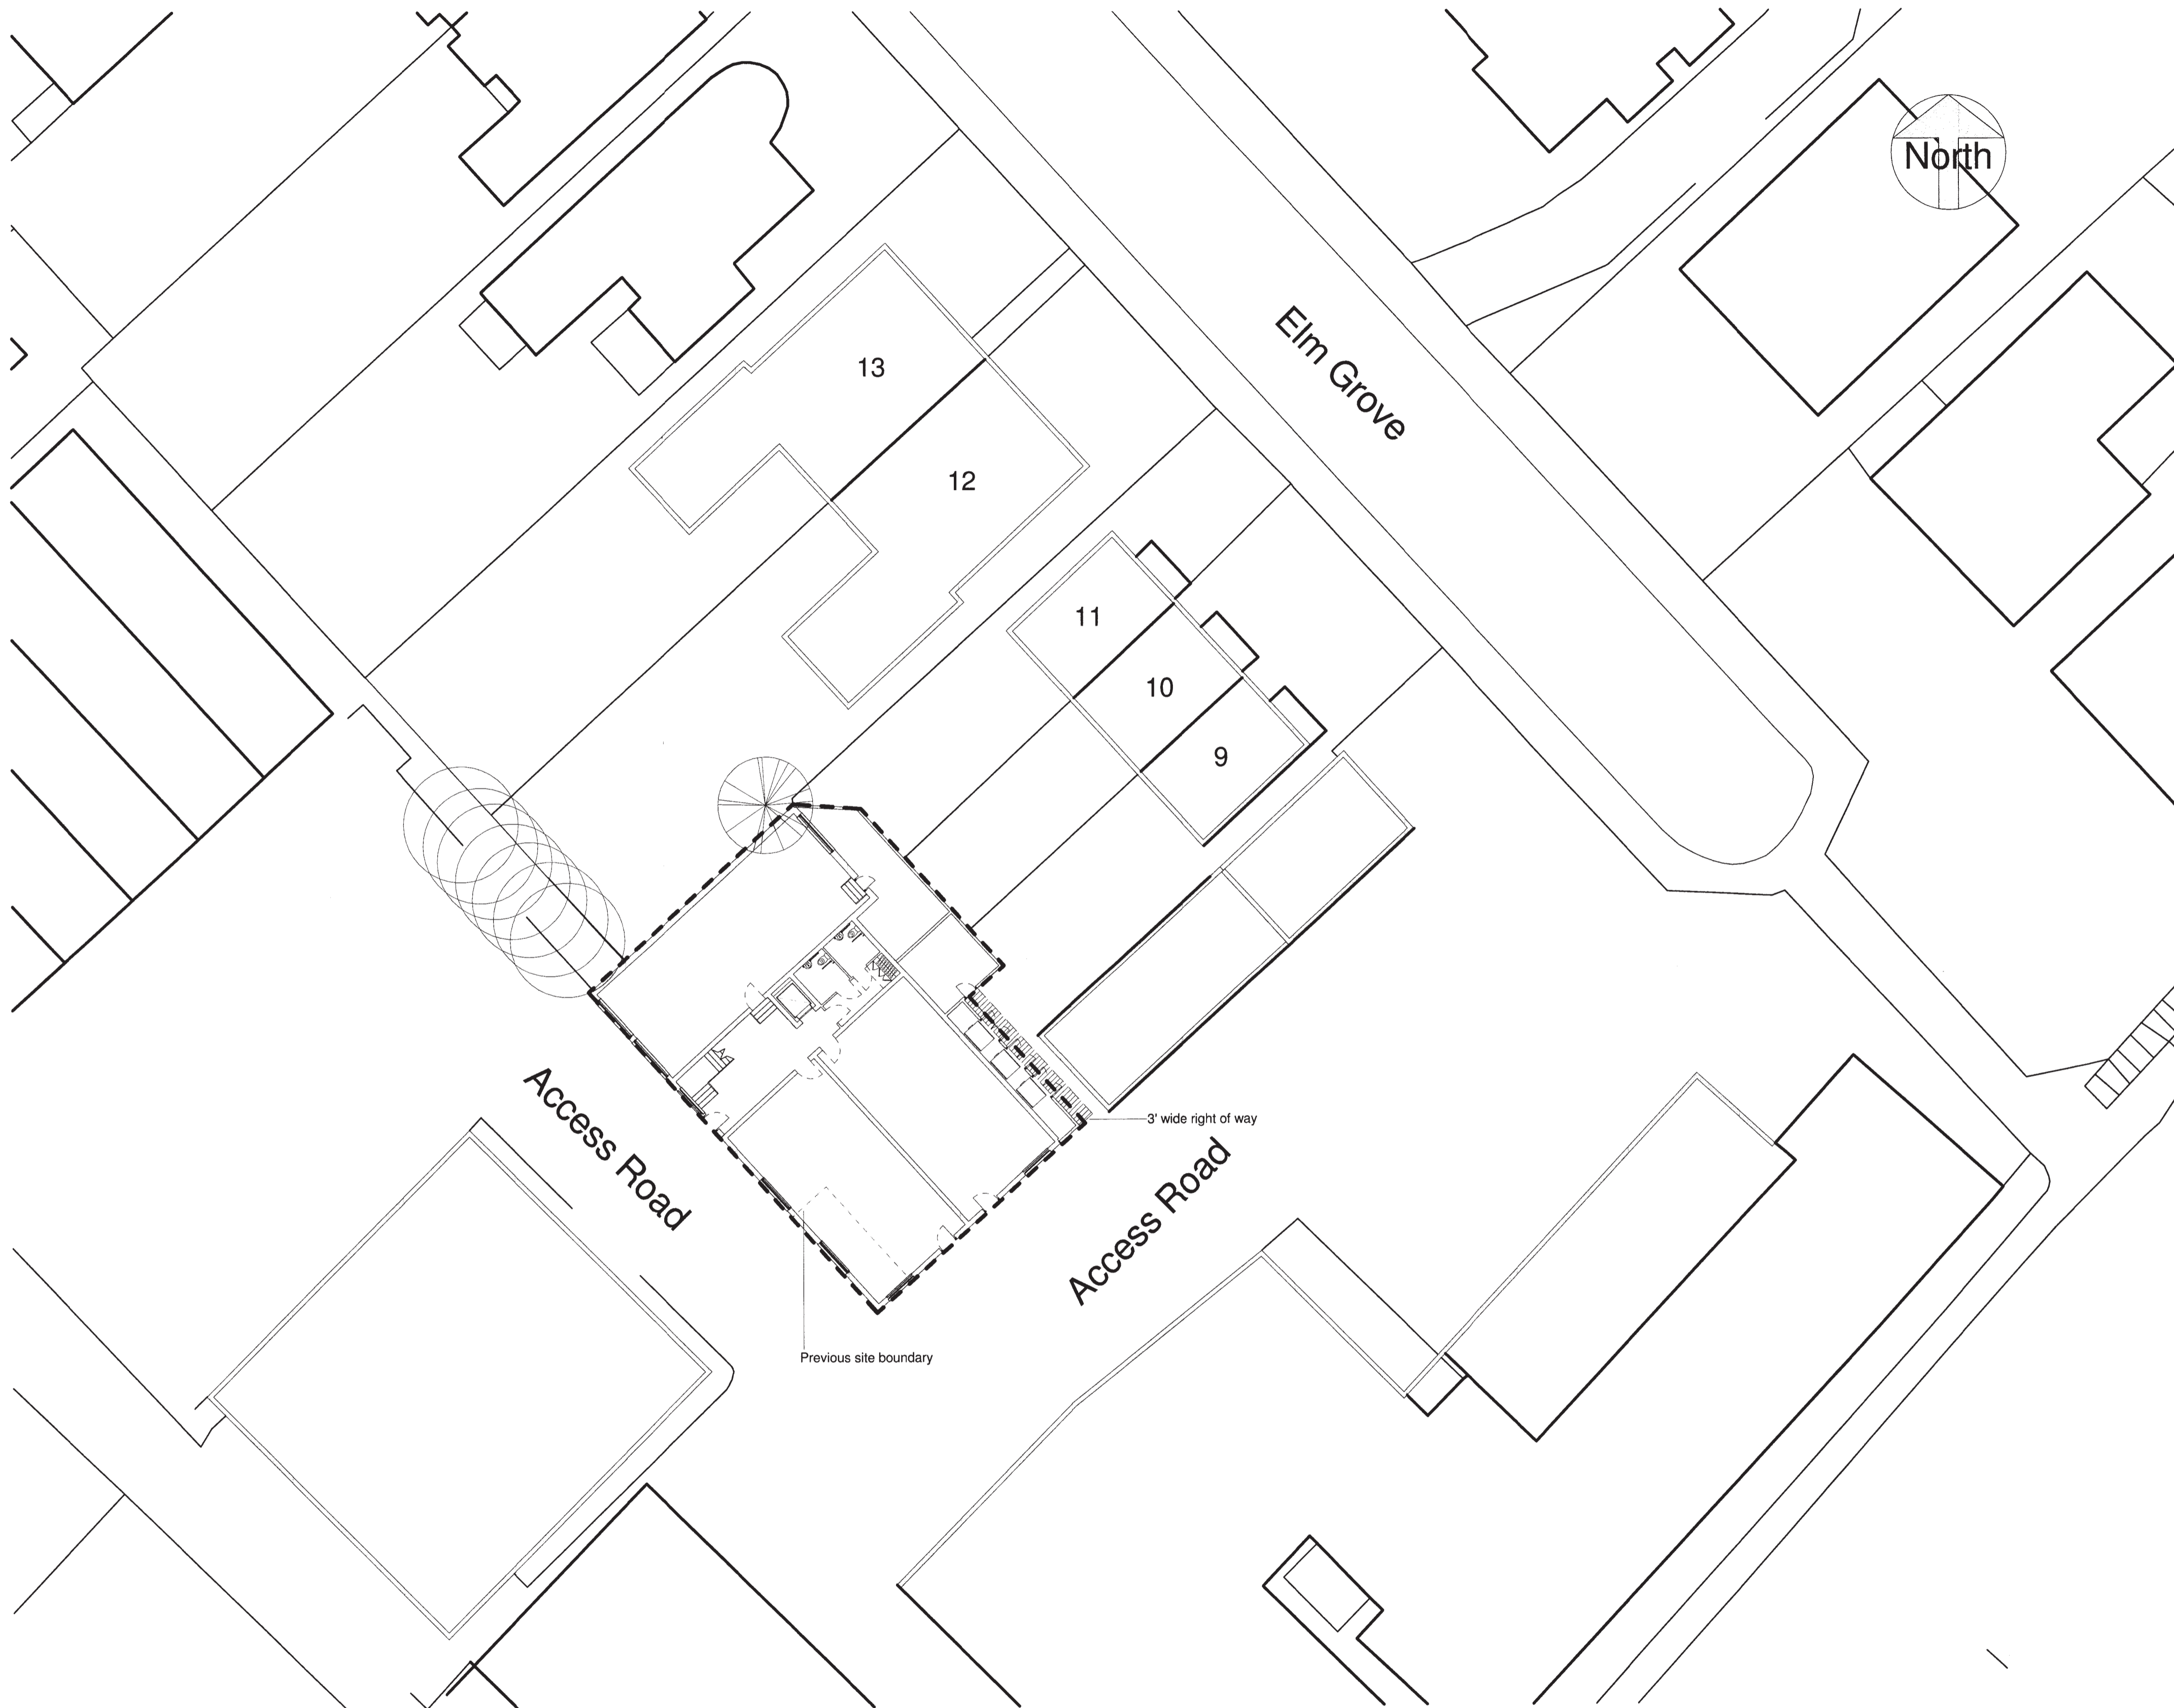 North
Elm Grove
13
12
11
10
9
Access Road
3' wide right of way
Access Road
Previous site boundary